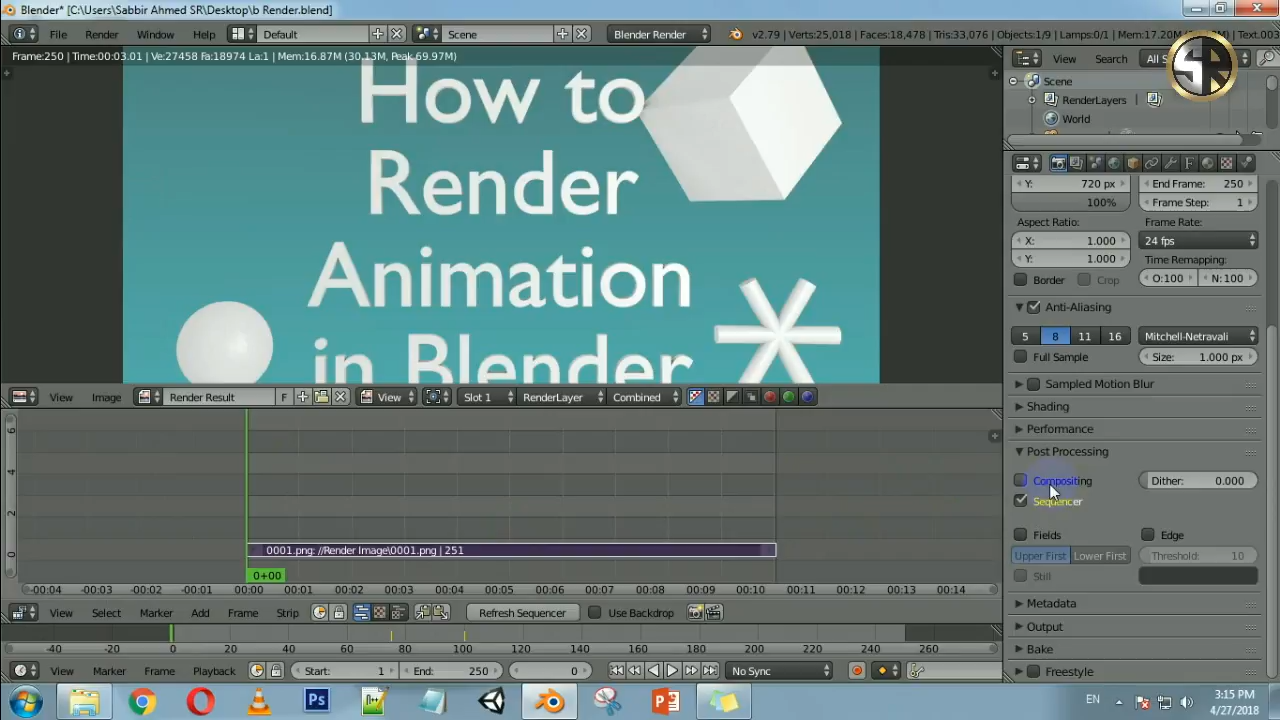 Blender* [C:\Users\Sabbir Ahmed SR\Desktop\b Render.blend]
File Render Window Help Default Scene Blender Render v2.79 | Verts:25,018 | Faces:18,478 | Tris:33,076 | Objects:1/9 | Lamps:0/1 | Mem:17.20M
Frame:250 | Time:00:03.01 | Ve:27458 Fa:18974 La:1 | Mem:16.87M (30.13M, Peak 69.97M)
View Search All S
Scene
RenderLayers
World
How to
Render
Animation
in Blender
SR
Y: 720 px End Frame: 250
100% Frame Step: 1
Aspect Ratio: Frame Rate:
X: 1.000 24 fps
Y: 1.000 Time Remapping:
Border Crop O:100 N:100
Anti-Aliasing
5 8 11 16 Mitchell-Netravali
Full Sample Size: 1.000 px
Sampled Motion Blur
Shading
Performance
Post Processing
Compositing Dither: 0.000
Sequencer
Fields Edge
Upper First Lower First Threshold: 10
Still
Metadata
Output
Bake
Freestyle
View Image Render Result F View Slot 1 RenderLayer Combined
6
4
2
0
0001.png: //Render Image\0001.png | 251
0+00
-00:04 -00:03 -00:02 -00:01 00:00 00:01 00:02 00:03 00:04 00:05 00:06 00:07 00:08 00:09 00:10 00:11 00:12 00:13 00:14
View Select Marker Add Frame Strip Refresh Sequencer Use Backdrop
-40 -20 0 20 40 60 80 100 120 140 160 180 200 220 240 260
View Marker Frame Playback Start: 1 End: 250 0 No Sync
Ps EN 3:15 PM
4/27/2018